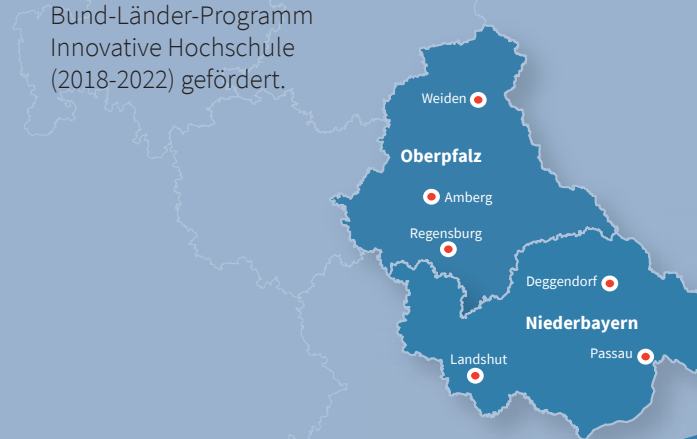 Bund-Länder-Programm
Innovative Hochschule
(2018-2022) gefördert.
Weiden
Oberpfalz
Amberg
Regensburg
Deggendorf
Niederbayern
Passau
Landshut